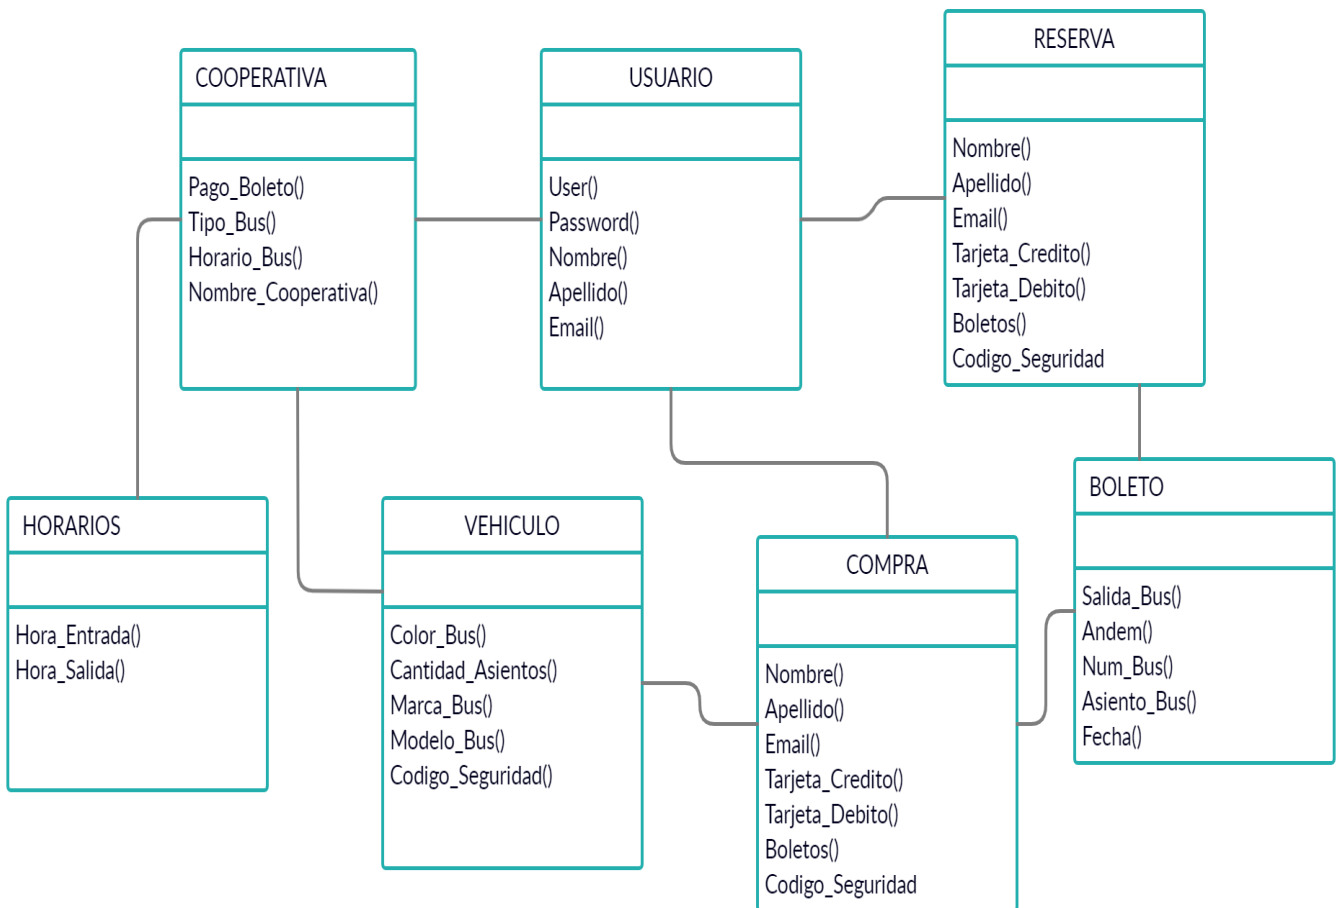 COOPERATIVA
Pago_Boleto()
Tipo_Bus()
Horario_Bus()
Nombre_Cooperativa()
USUARIO
User()
Password()
Nombre()
Apellido()
Email()
RESERVA
Nombre()
Apellido()
Email()
Tarjeta_Credito()
Tarjeta_Debito()
Boletos()
Codigo_Seguridad
HORARIOS
Hora_Entrada()
Hora_Salida()
VEHICULO
Color_Bus()
Cantidad_Asientos()
Marca_Bus()
Modelo_Bus()
Codigo_Seguridad()
COMPRA
Nombre()
Apellido()
Email()
Tarjeta_Credito()
Tarjeta_Debito()
Boletos()
Codigo_Seguridad
BOLETO
Salida_Bus()
Andem()
Num_Bus()
Asiento_Bus()
Fecha()